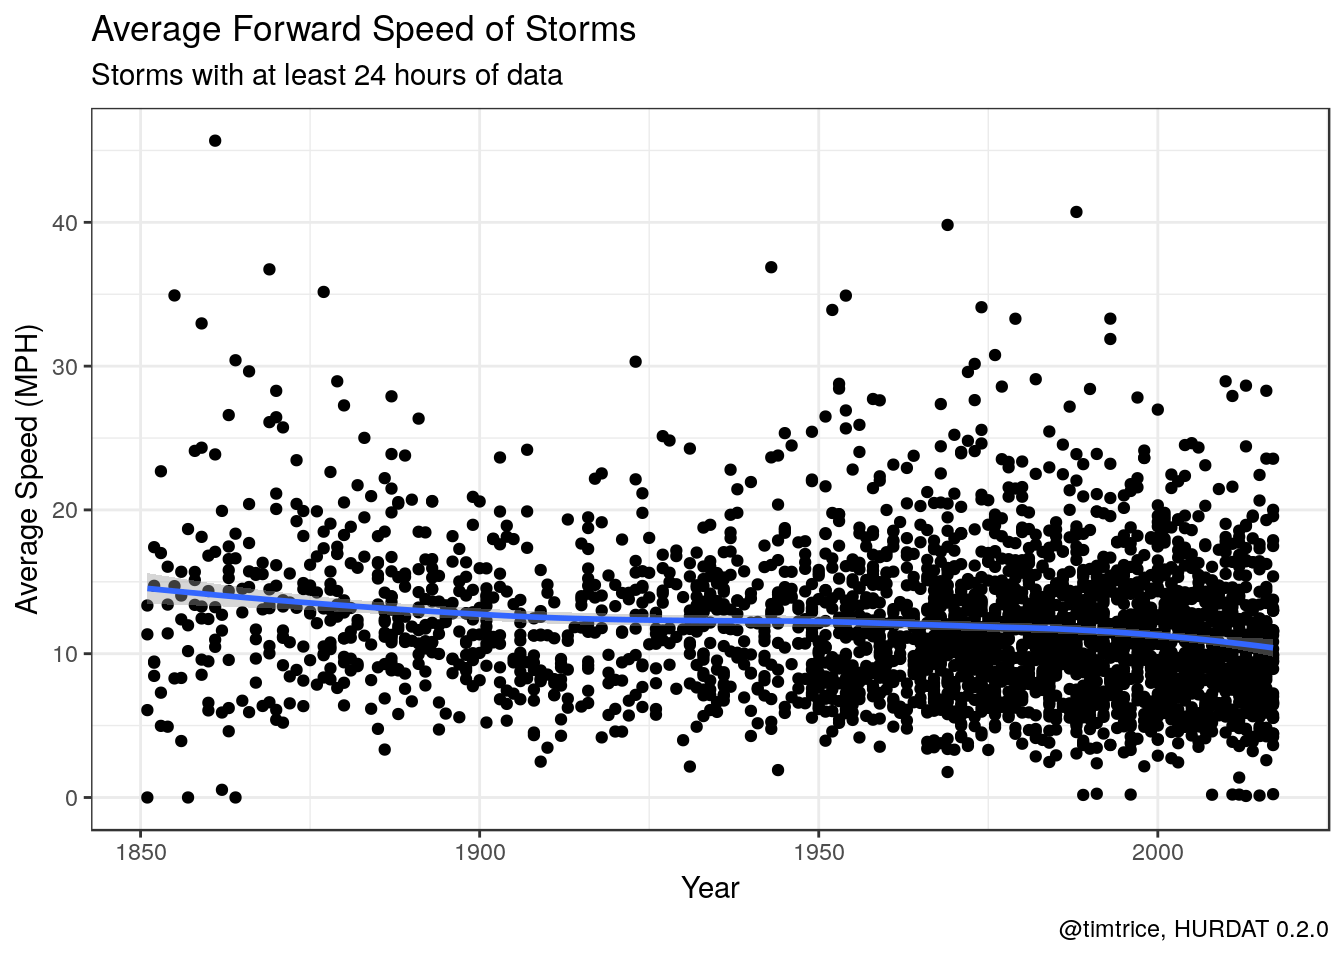 Average Forward Speed of Storms
Storms with at least 24 hours of data
Average Speed (MPH)
40
30
20
10
0
1850 1900 1950 2000
Year
@timtrice, HURDAT 0.2.0